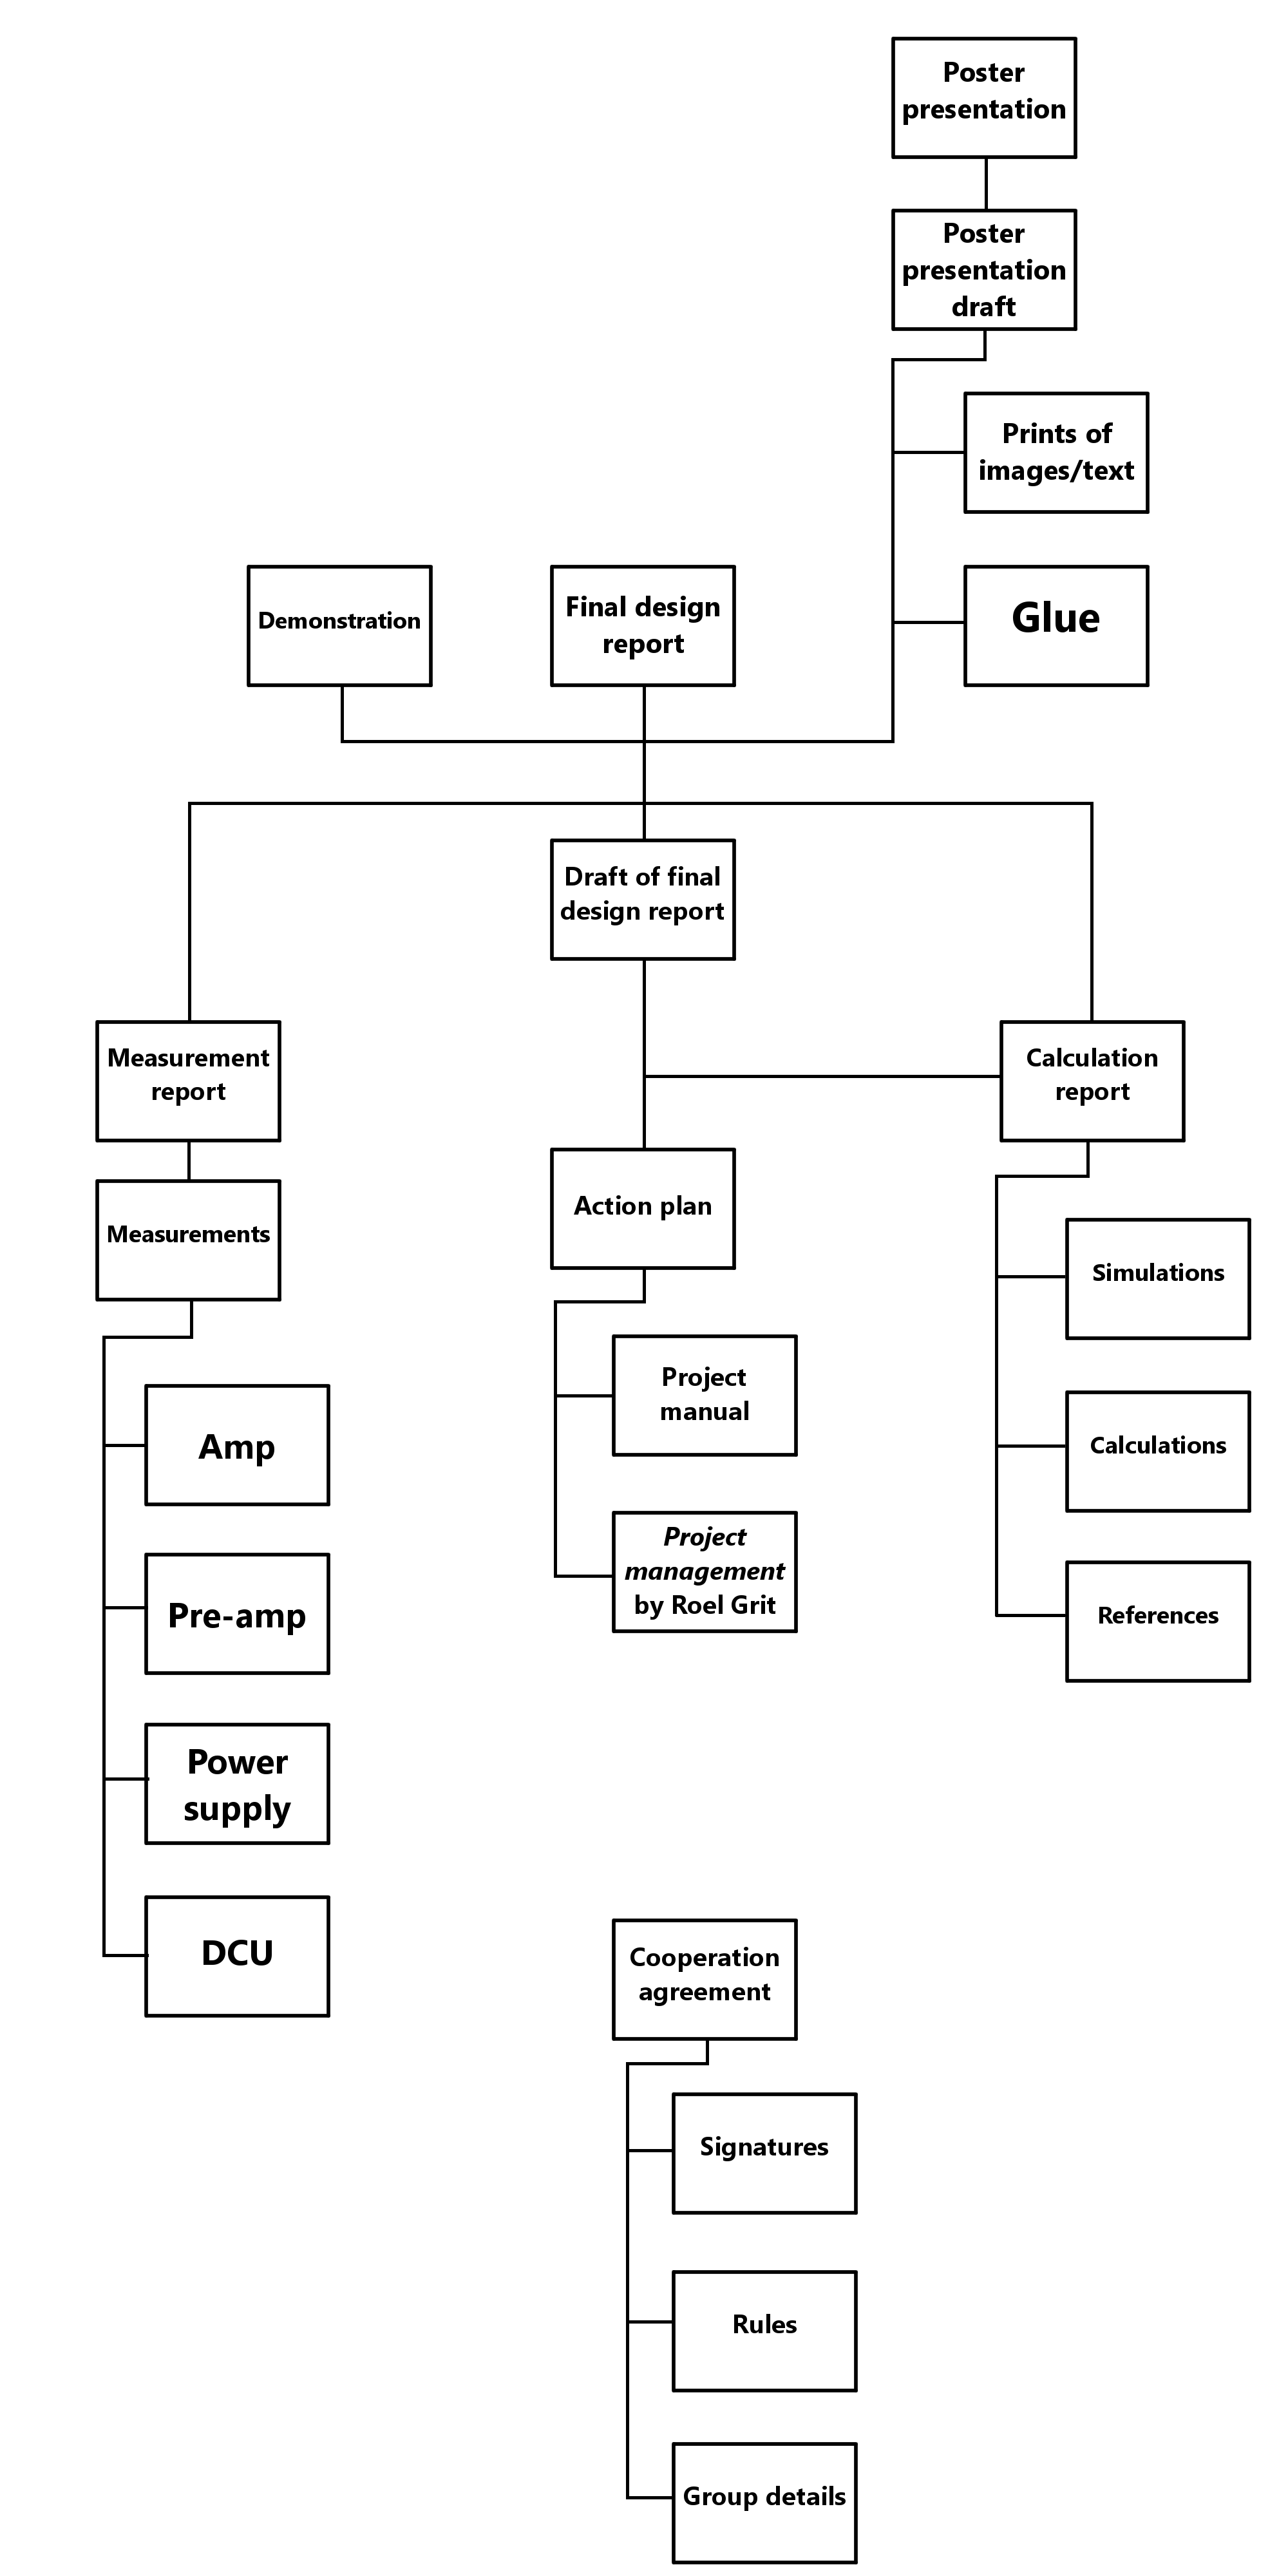 Poster
presentation
Poster
presentation
draft
Prints of
images/text
Demonstration
Final design
report
Glue
Draft of final
design report
Measurement
report
Calculation
report
Measurements
Action plan
Simulations
Project
manual
Amp
Calculations
Project
management
by Roel Grit
Pre-amp
References
Power
supply
DCU
Cooperation
agreement
Signatures
Rules
Group details